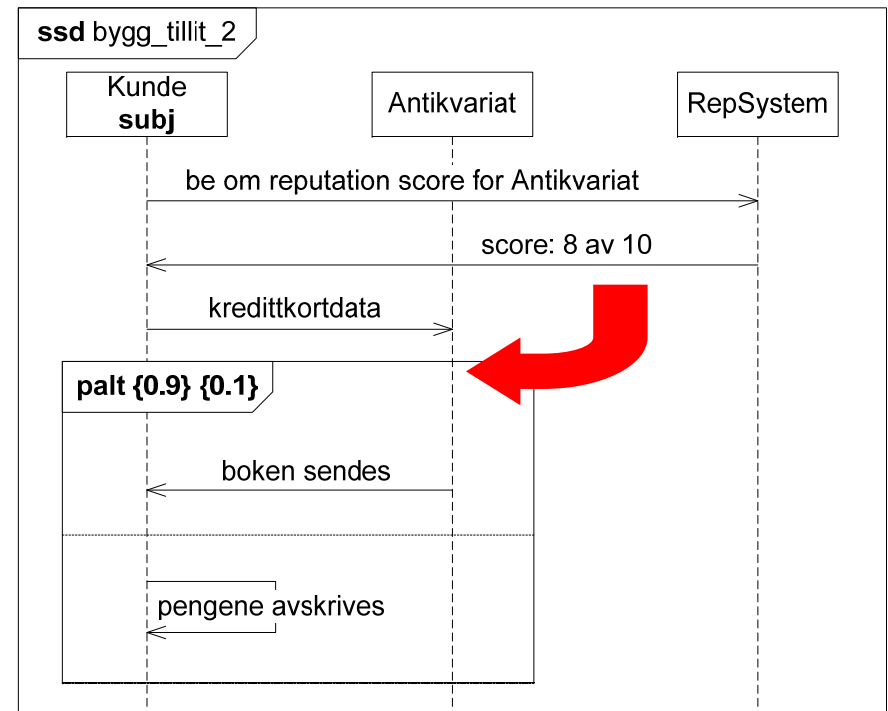 ssd bygg_tillit_2
Kunde
subj
Antikvariat
RepSystem
be om reputation score for Antikvariat
score: 8 av 10
kredittkortdata
palt {0.9} {0.1}
boken sendes
pengene avskrives